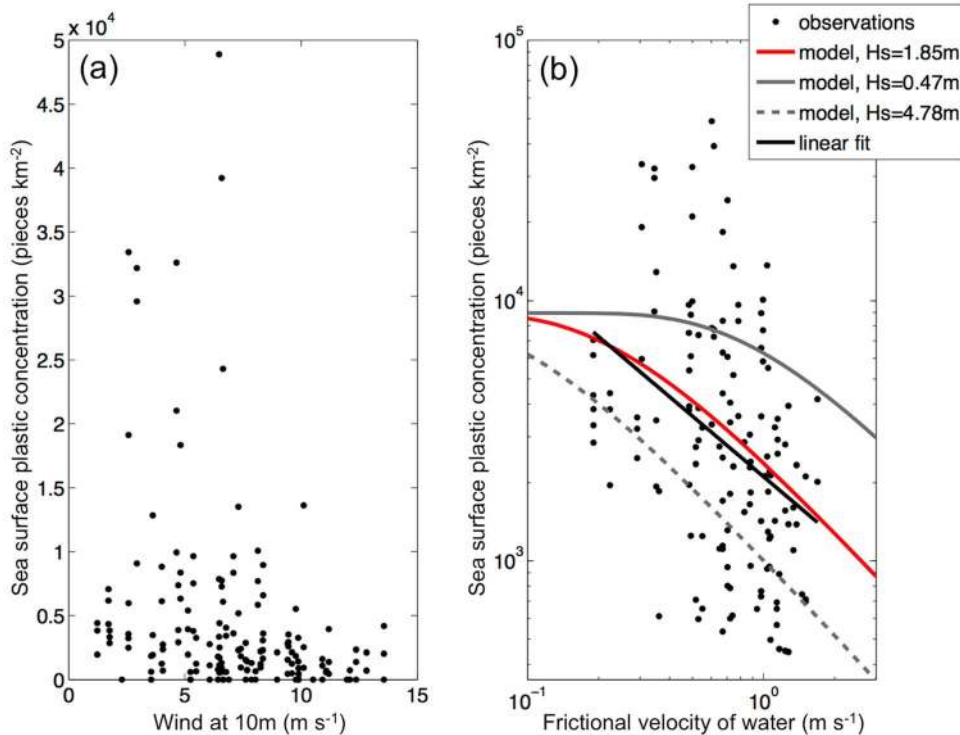 x 10⁴
5
4.5
4
3.5
3
2.5
2
1.5
1
0.5
0
0 5 10 15
Sea surface plastic concentration (pieces km⁻²)
Wind at 10m (m s⁻¹)
(a)
(b)
observations
model, Hs=1.85m
model, Hs=0.47m
model, Hs=4.78m
linear fit
10⁵
10⁴
10³
10⁻¹ 10⁰
Sea surface plastic concentration (pieces km⁻²)
Frictional velocity of water (m s⁻¹)